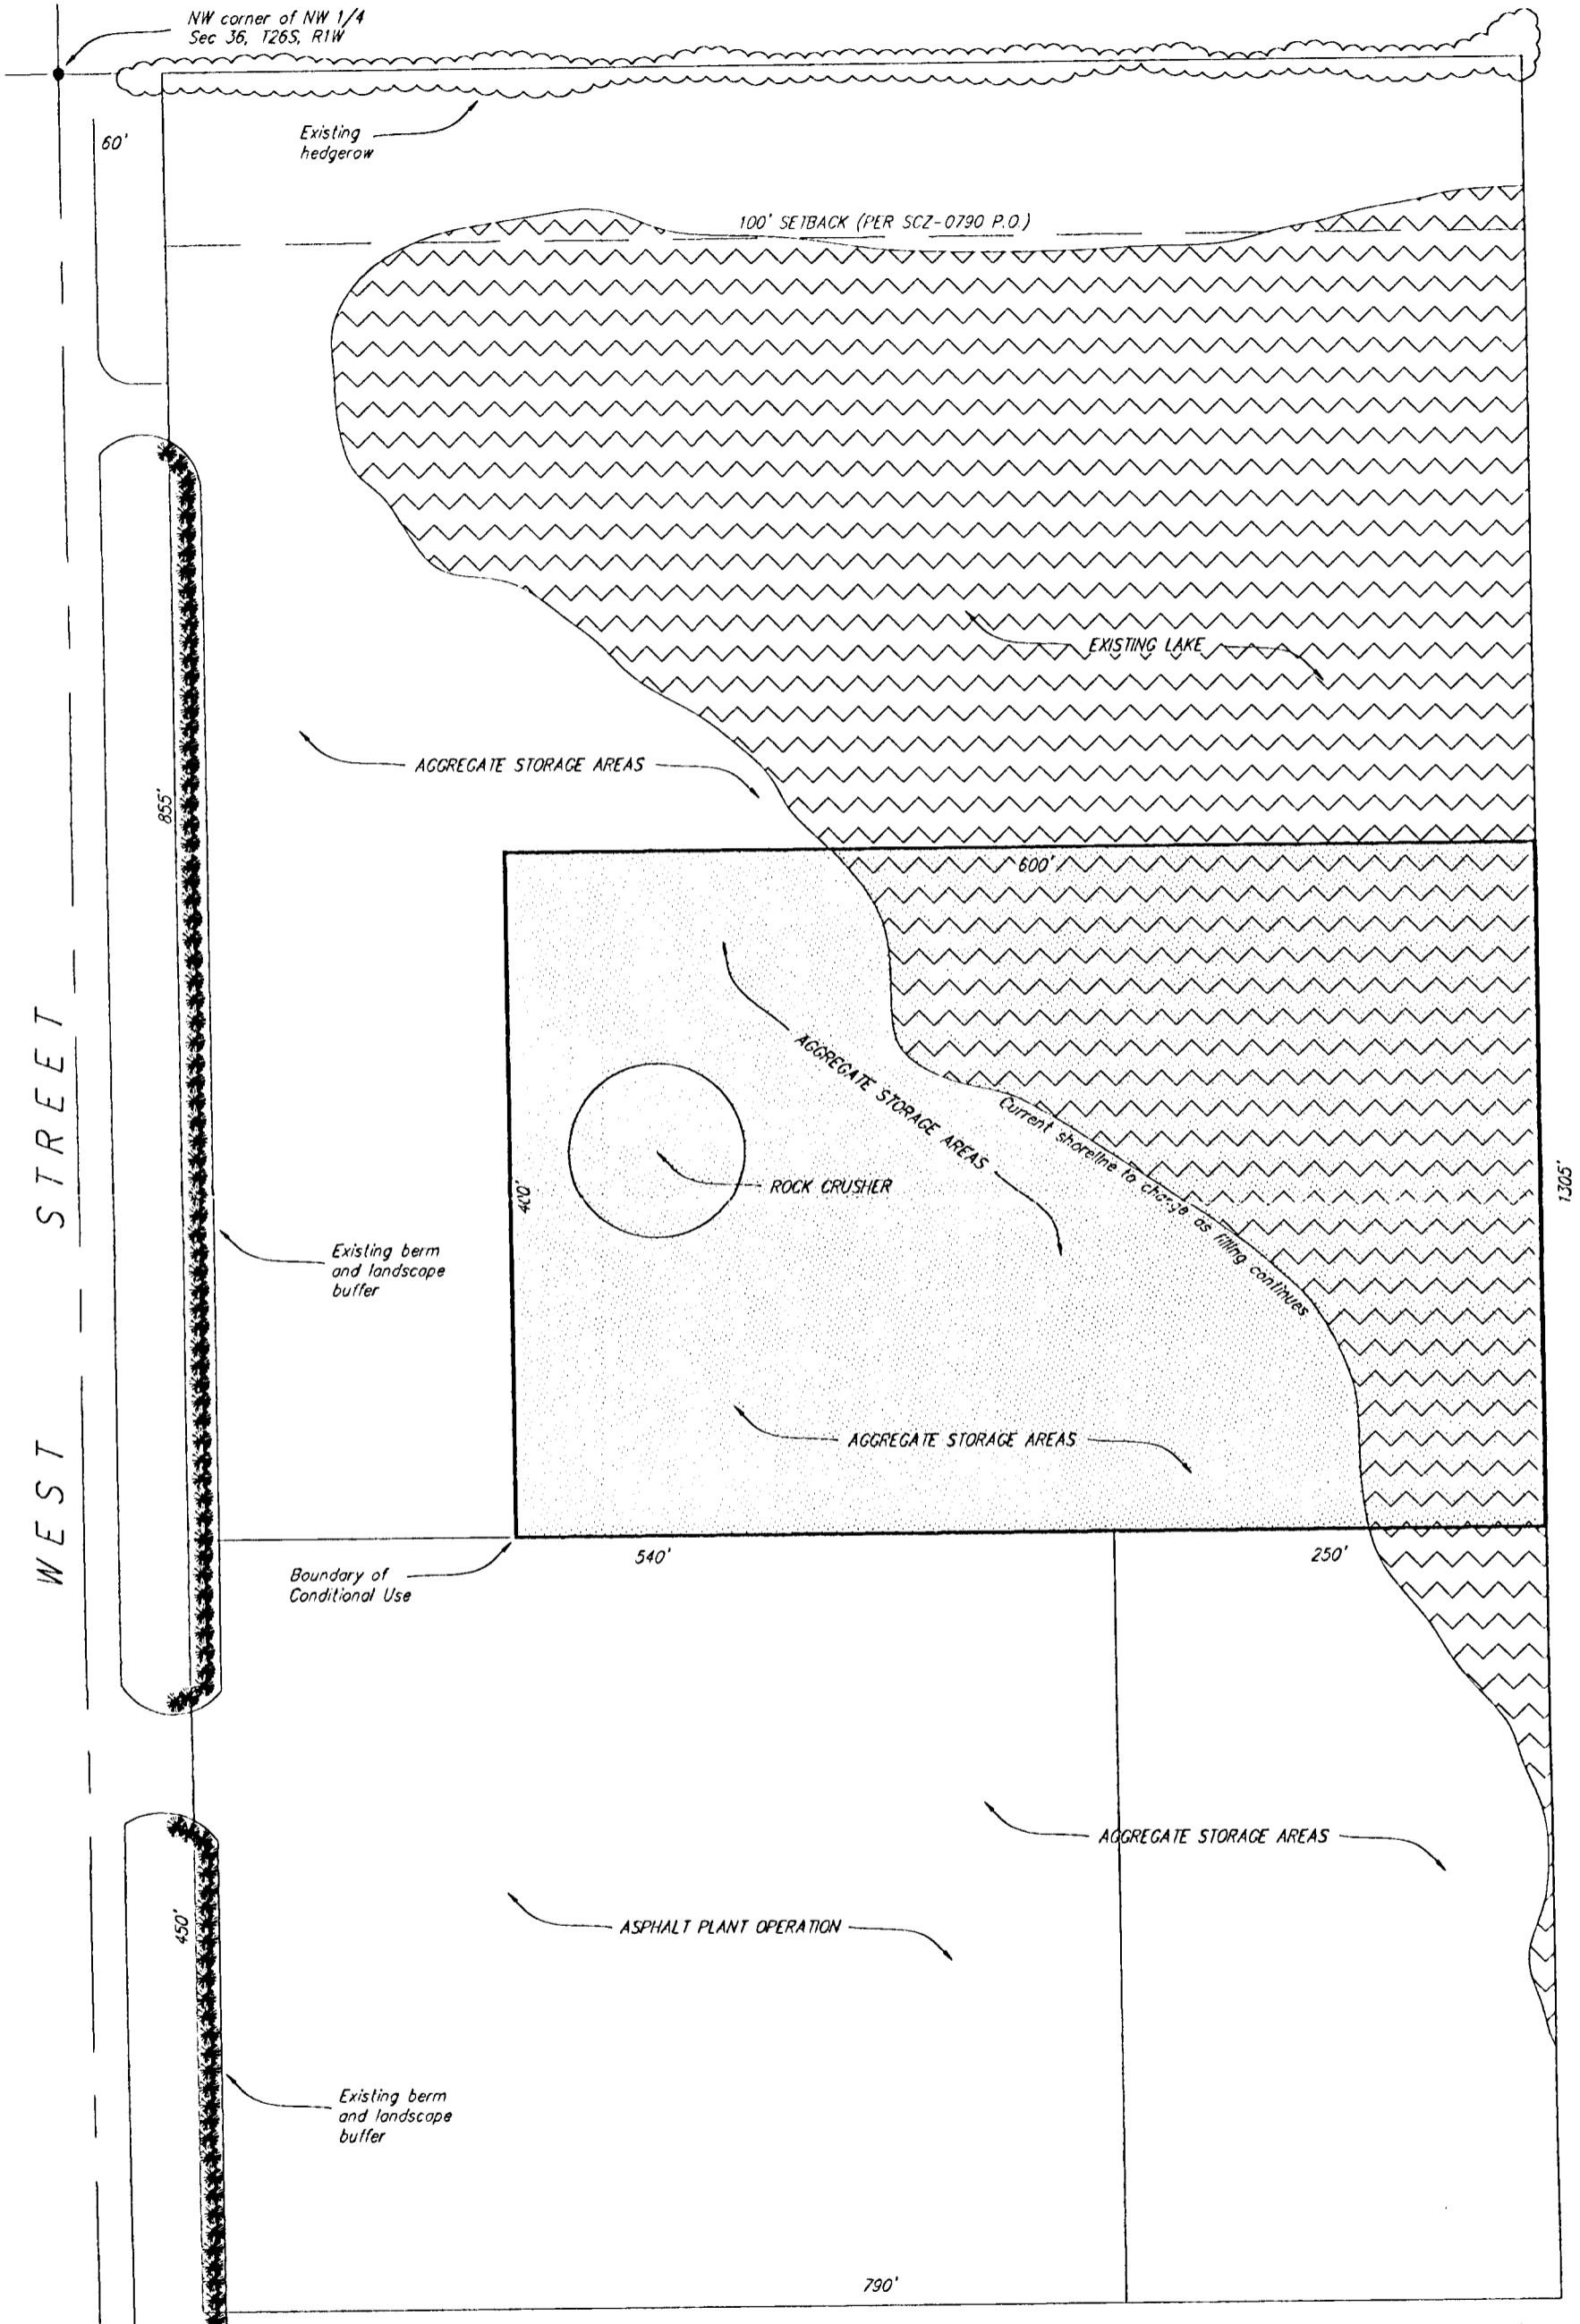 NW corner of NW 1/4
Sec 36, T26S, R1W
60'
Existing
hedgerow
100' SETBACK (PER SCZ-0790 P.O.)
EXISTING LAKE
AGGREGATE STORAGE AREAS
855'
600'
AGGREGATE STORAGE AREAS
Current shoreline to change as filling continues
ROCK CRUSHER
400'
1305'
WEST STREET
Existing berm
and landscape
buffer
AGGREGATE STORAGE AREAS
540'
250'
Boundary of
Conditional Use
AGGREGATE STORAGE AREAS
ASPHALT PLANT OPERATION
450'
Existing berm
and landscape
buffer
790'